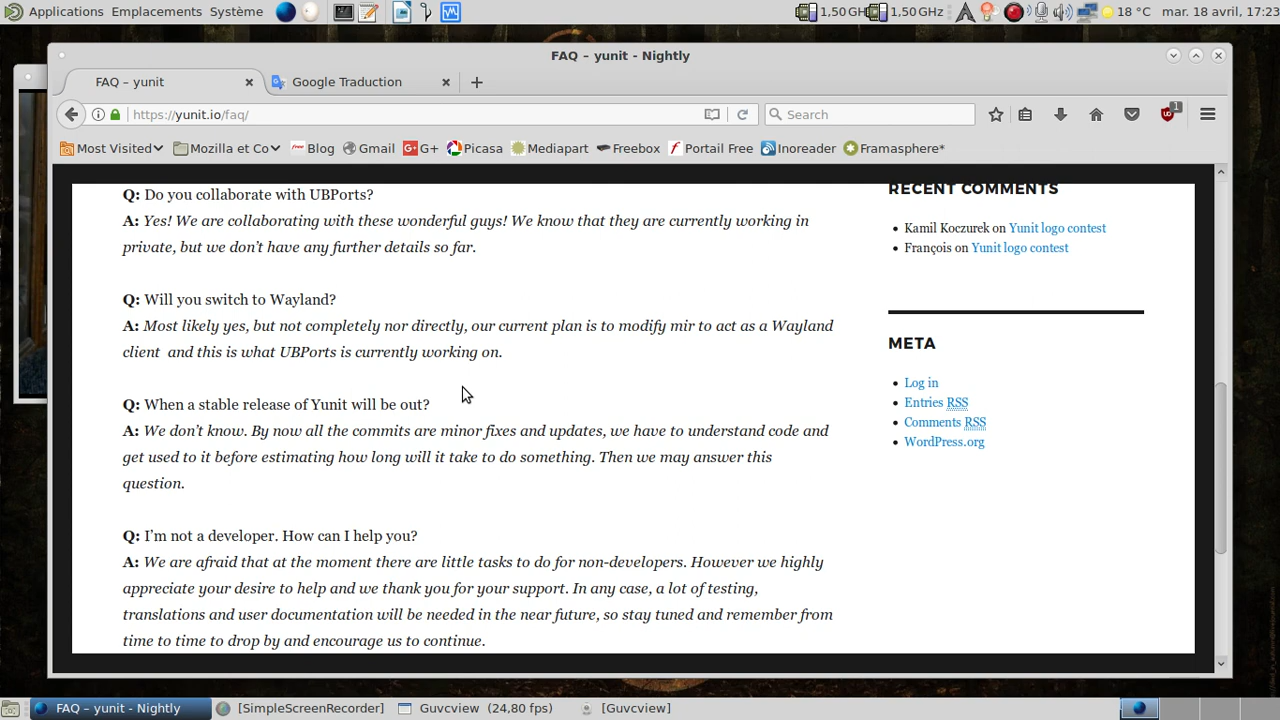 Applications Emplacements Système 1,50 GH 1,50 GHz 18 °C mar. 18 avril, 17:23
FAQ – yunit - Nightly
FAQ – yunit Google Traduction
https://yunit.io/faq/ Search 1
Most Visited Mozilla et Co Blog Gmail G+ Picasa Mediapart Freebox Portail Free Inoreader Framasphere*
Q: Do you collaborate with UBPorts?
A: Yes! We are collaborating with these wonderful guys! We know that they are currently working in
private, but we don't have any further details so far.
Q: Will you switch to Wayland?
A: Most likely yes, but not completely nor directly, our current plan is to modify mir to act as a Wayland
client and this is what UBPorts is currently working on.
Q: When a stable release of Yunit will be out?
A: We don't know. By now all the commits are minor fixes and updates, we have to understand code and
get used to it before estimating how long will it take to do something. Then we may answer this
question.
Q: I'm not a developer. How can I help you?
A: We are afraid that at the moment there are little tasks to do for non-developers. However we highly
appreciate your desire to help and we thank you for your support. In any case, a lot of testing,
translations and user documentation will be needed in the near future, so stay tuned and remember from
time to time to drop by and encourage us to continue.
RECENT COMMENTS
Kamil Koczurek on Yunit logo contest
François on Yunit logo contest
META
Log in
Entries RSS
Comments RSS
WordPress.org
FAQ – yunit - Nightly [SimpleScreenRecorder] Guvcview (24,80 fps) [Guvcview]